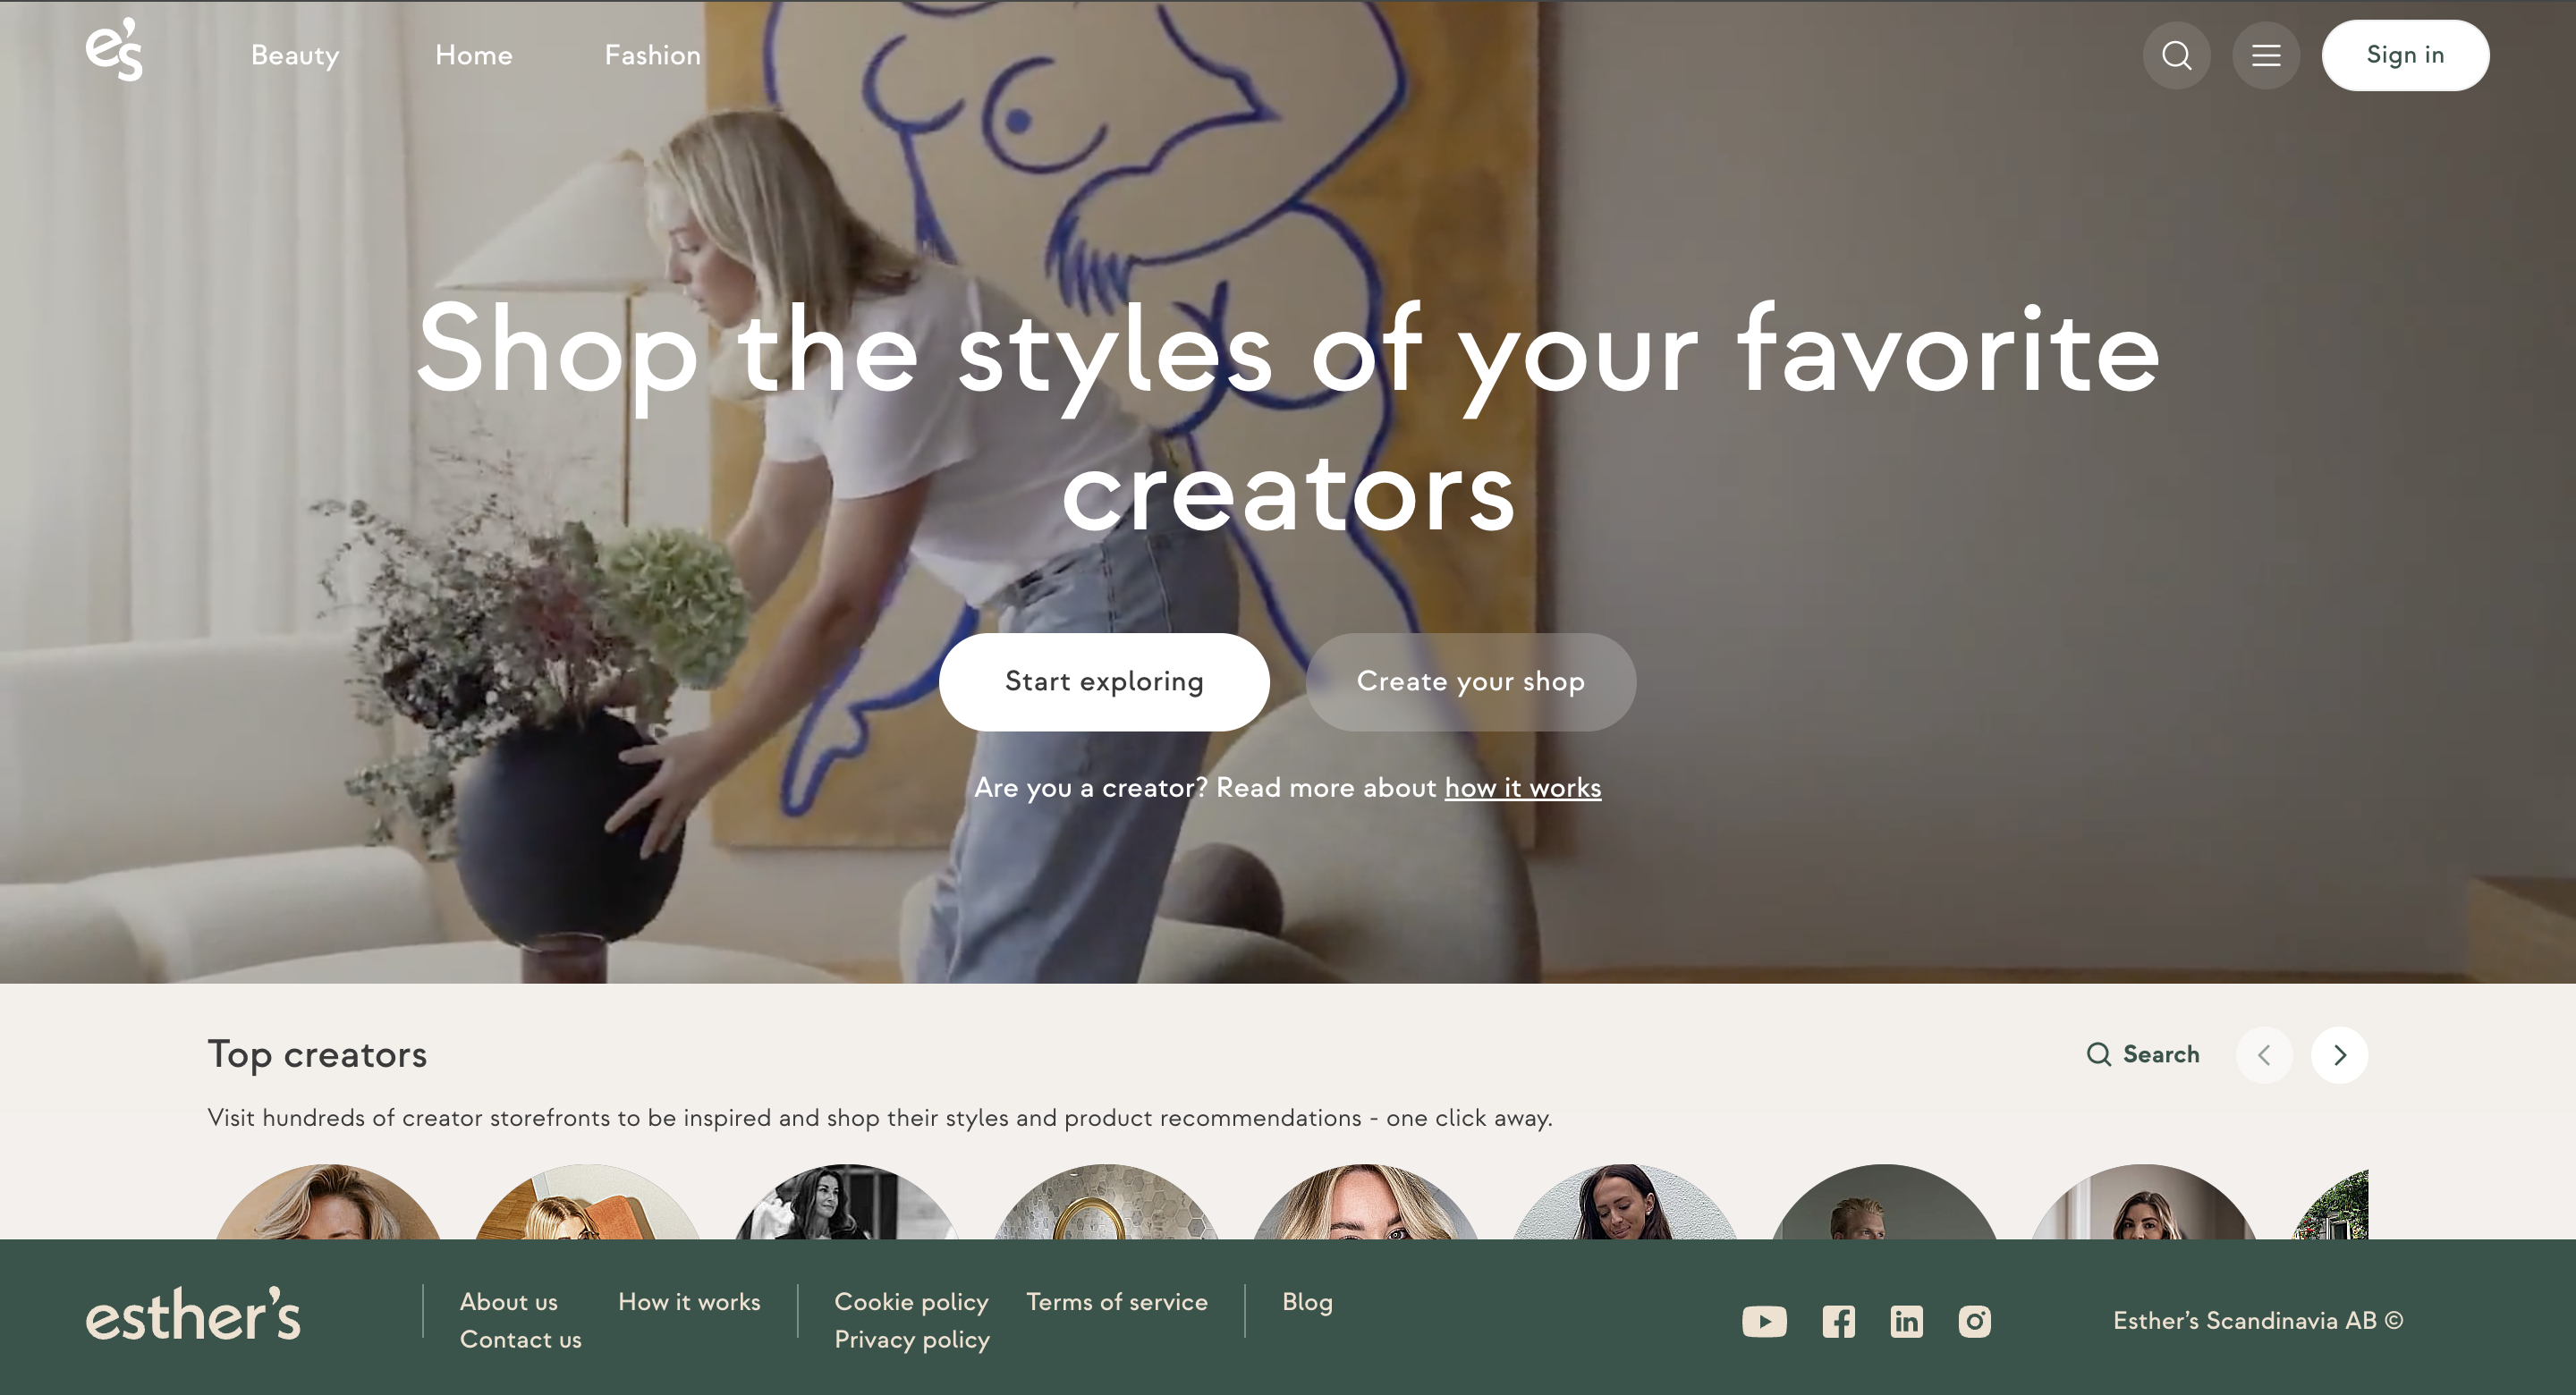 e's
Beauty
Home
Fashion
Sign in
Shop the styles of your favorite
creators
Start exploring
Create your shop
Are you a creator? Read more about how it works
Top creators
Search
Visit hundreds of creator storefronts to be inspired and shop their styles and product recommendations - one click away.
esther's
About us
How it works
Contact us
Cookie policy
Terms of service
Privacy policy
Blog
in
Esther's Scandinavia AB ©